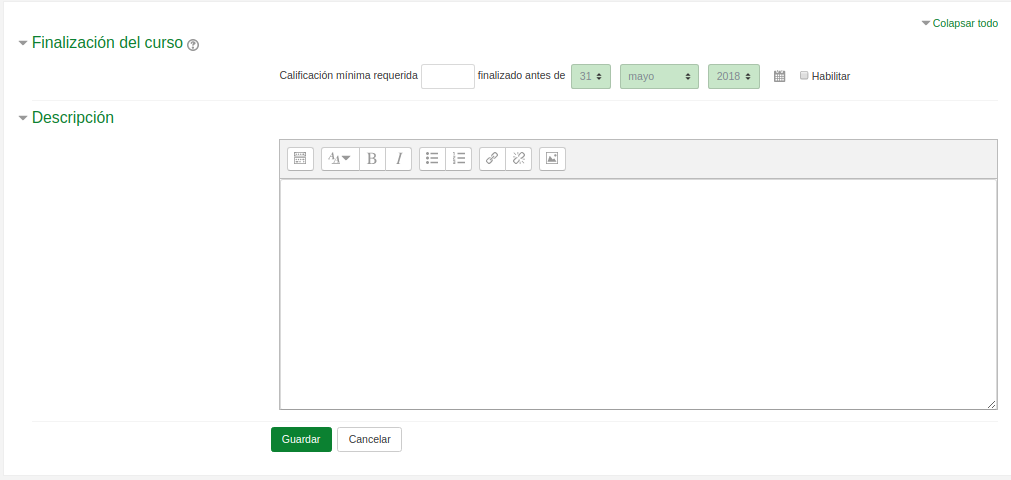 Colapsar todo
Finalización del curso
Calificación mínima requerida finalizado antes de 31 mayo 2018 Habilitar
Descripción
B I
Guardar Cancelar